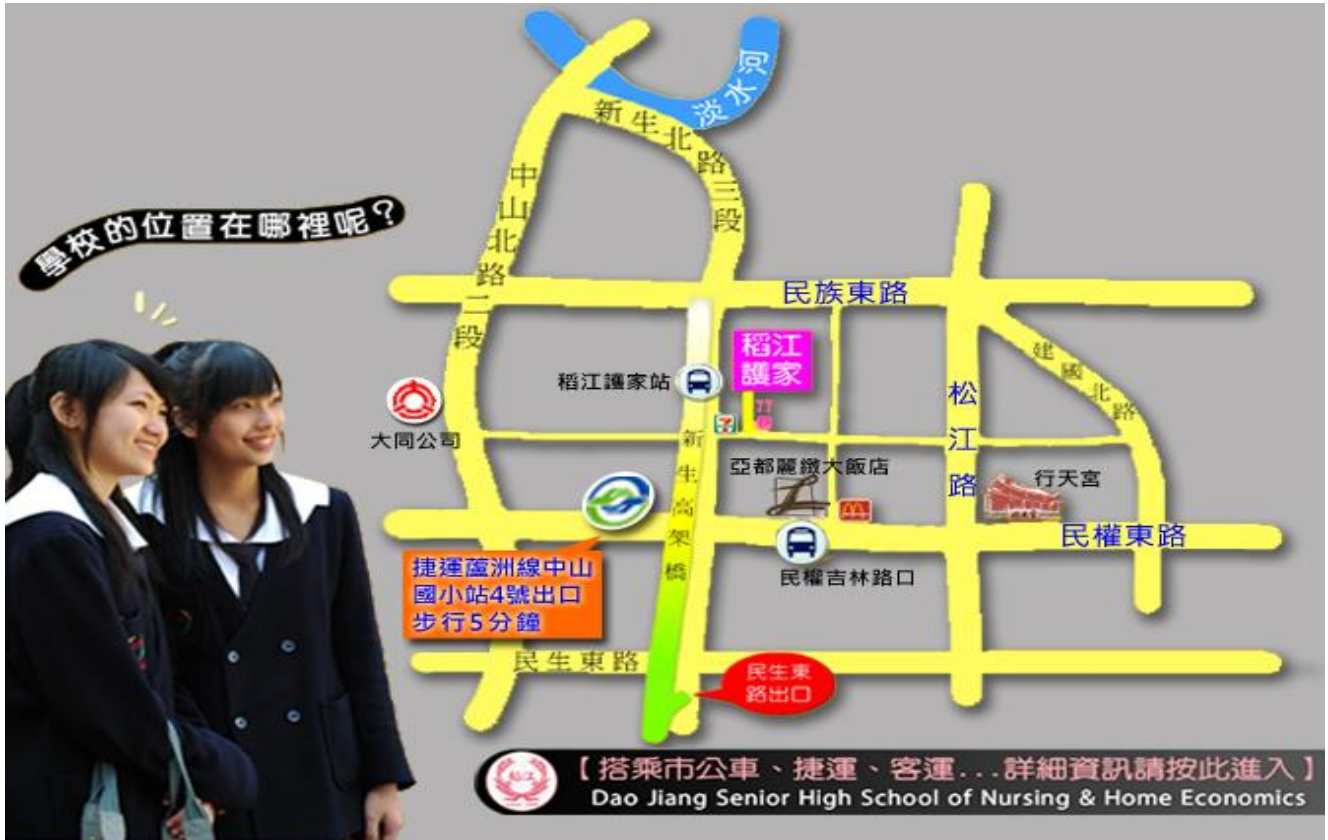 淡水河
新生北路三段
中山北路二段
學校的位置在哪裡呢?
民族東路
稻江
護家
稻江護家站
建國北路
松江路
大同公司
7
77
巷
新生高架橋
亞都麗緻大飯店
行天宮
民權東路
捷運蘆洲線中山
國小站4號出口
步行5分鐘
民權吉林路口
民生東路
民生東
路出口
稻江
【搭乘市公車、捷運、客運...詳細資訊請按此進入】
Dao Jiang Senior High School of Nursing & Home Economics